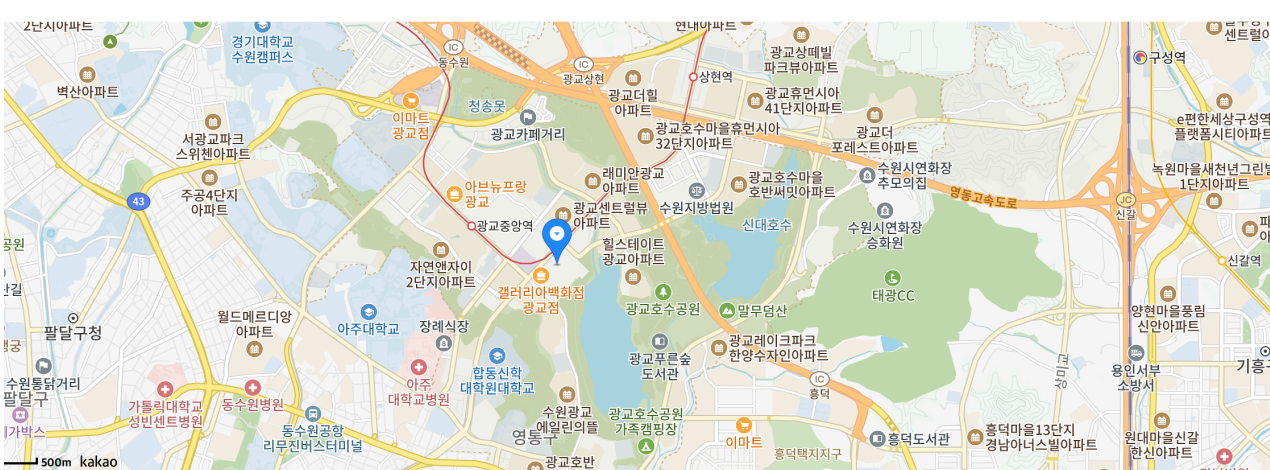 2단지아파트
경기대학교
수원캠퍼스
벽산아파트
동수원
IC
이마트
광교점
청송못
광교카페거리
IC
광교상현
현대아파트
광교더힐
아파트
상현역
광교상떼빌
파크뷰아파트
광교휴먼시아
41단지아파트
광교호수마을휴먼시아
32단지아파트
광교더
포레스트아파트
구성역
센트럴아
e편한세상구성역
플랫폼시티아파트
서광교파크
스위첸아파트
주공4단지
아파트
43
아브뉴프랑
광교
래미안광교
아파트
수원지방법원
광교호수마을
호반써밋아파트
수원시연화장
추모의집
영동고속도로
녹원마을새천년그린빌
1단지아파트
JC
신갈
광교중앙역
광교센트럴뷰
아파트
신대호수
수원시연화장
승화원
공원
자연앤자이
2단지아파트
갤러리아백화점
광교점
힐스테이트
광교아파트
신갈역
태광CC
광교호수공원
말무덤산
팔달구청
월드메르디앙
아파트
아주대학교
장례식장
양현마을풍림
신안아파트
광교푸른숲
도서관
광교레이크파크
한양수자인아파트
합동신학
대학원대학교
아주
대학교병원
IC
흥덕
상미교
용인서부
소방서
기흥구
수원통닭거리
팔달구
가톨릭대학교
성빈센트병원
동수원병원
동수원공항
리무진버스터미널
수원광교
에일린의뜰
영통구
광교호수공원
가족캠핑장
이마트
흥덕택지지구
흥덕도서관
흥덕마을13단지
경남아너스빌아파트
원대마을신갈
한신아파트
광교호반
500m kakao